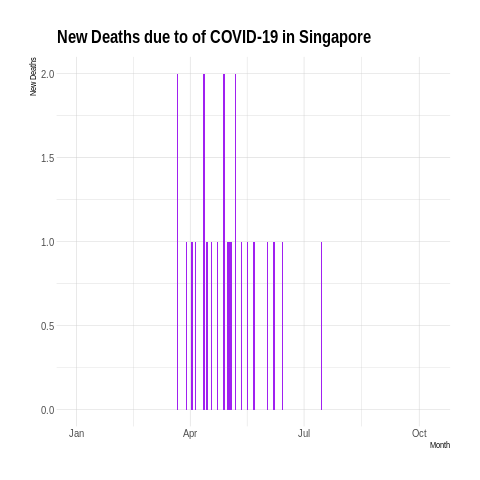 New Deaths due to of COVID-19 in Singapore
New Deaths
2.0
1.5
1.0
0.5
0.0
Jan Apr Jul Oct
Month